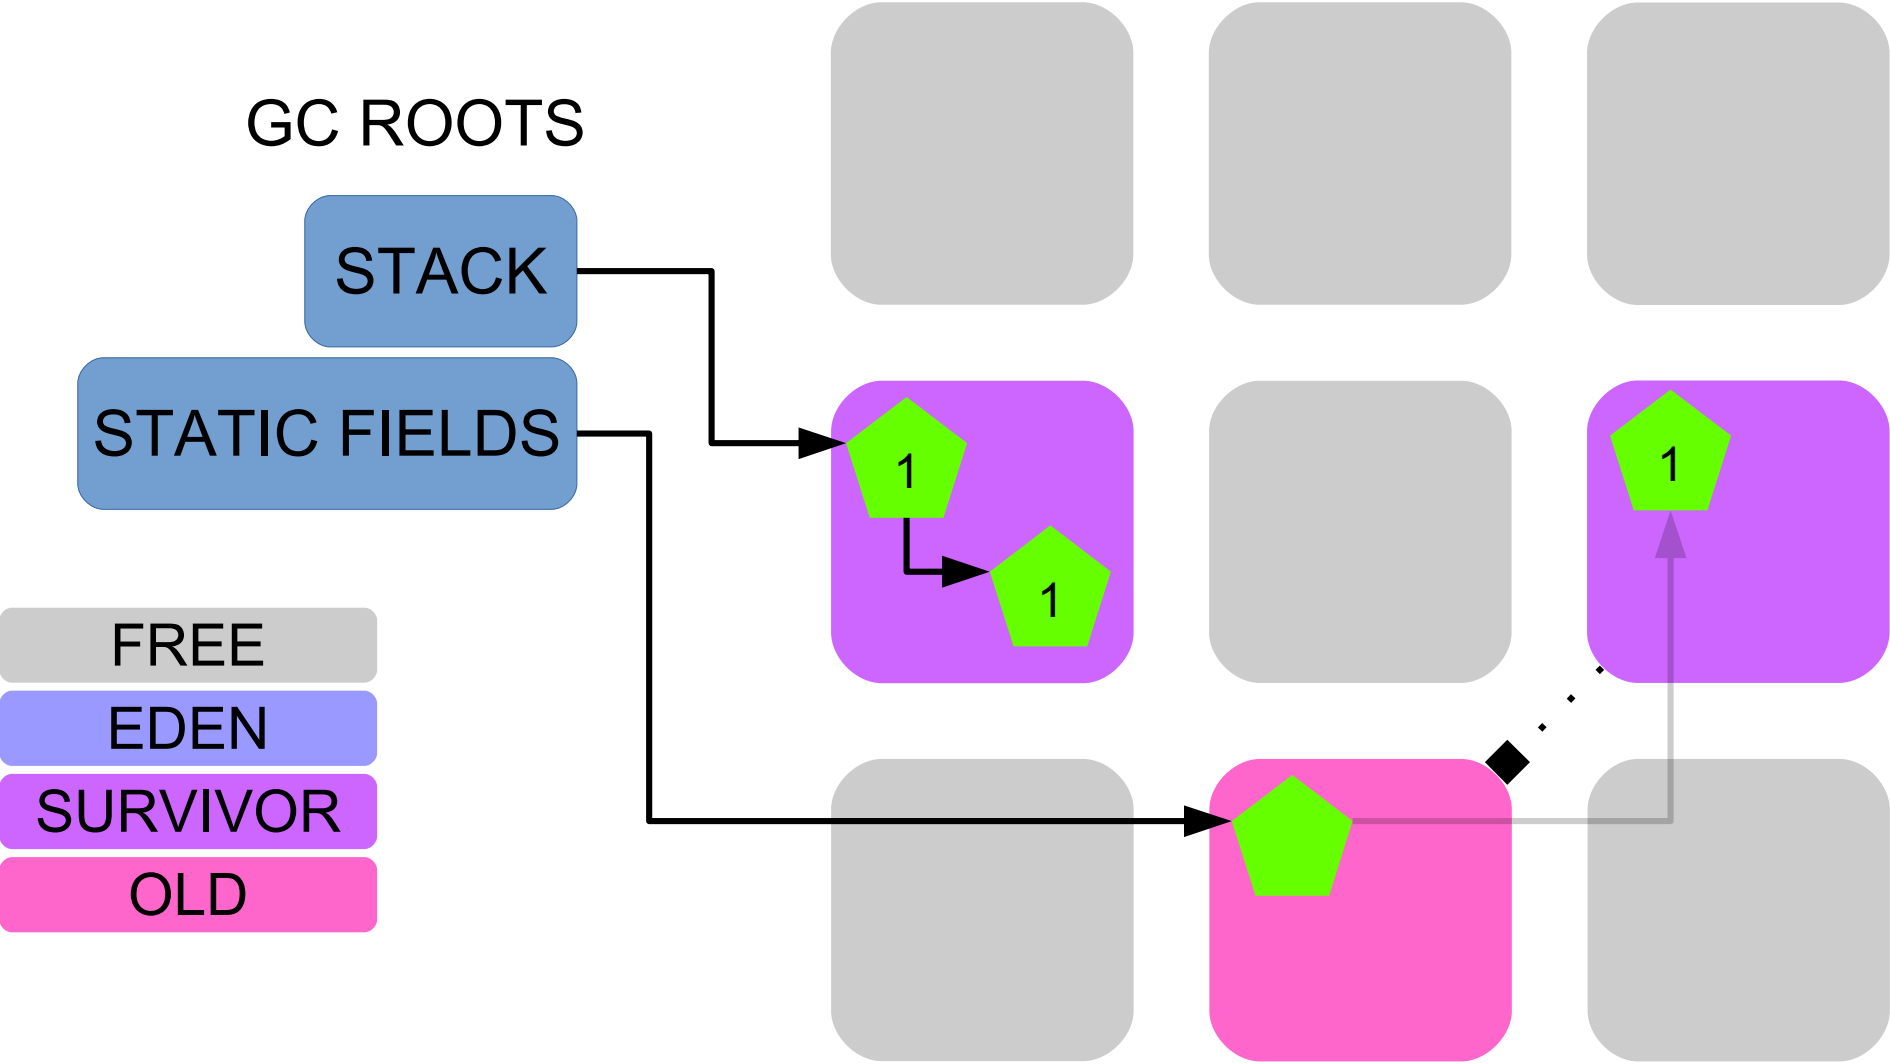 GC ROOTS
STACK
STATIC FIELDS
1
1
1
FREE
EDEN
SURVIVOR
OLD